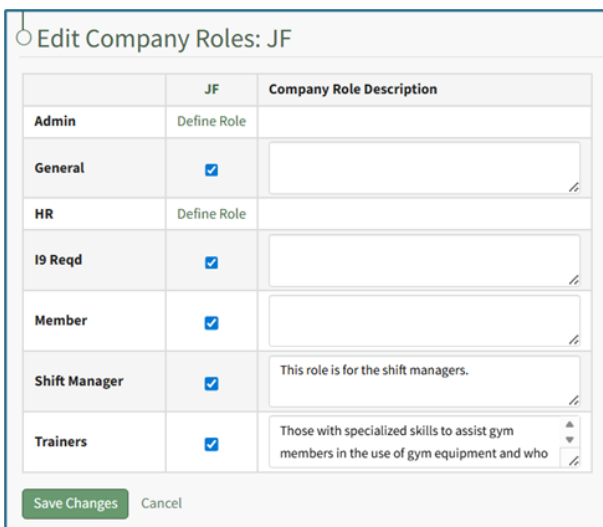 Edit Company Roles: JF
JF Company Role Description
Admin Define Role
General
HR Define Role
I9 Reqd
Member
Shift Manager This role is for the shift managers.
Trainers Those with specialized skills to assist gym
members in the use of gym equipment and who
Save Changes Cancel